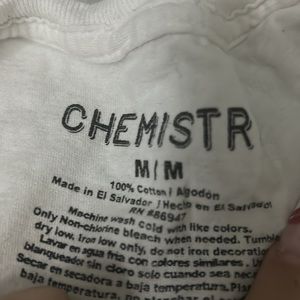 CHEMISTR
M/M
100% Cotton / Algodón
Made in El Salvador / Hecho en El Salvador
RN #86947
Machine wash cold with like colors.
Only Non-chlorine bleach when needed. Tumble
dry low. Iron low only, do not iron decoration
Lavar en agua fria con colores similares.
blanqueador sin cloro solo cuando sea
Secar en secadora a baja temperatura.
baja temperatura, no